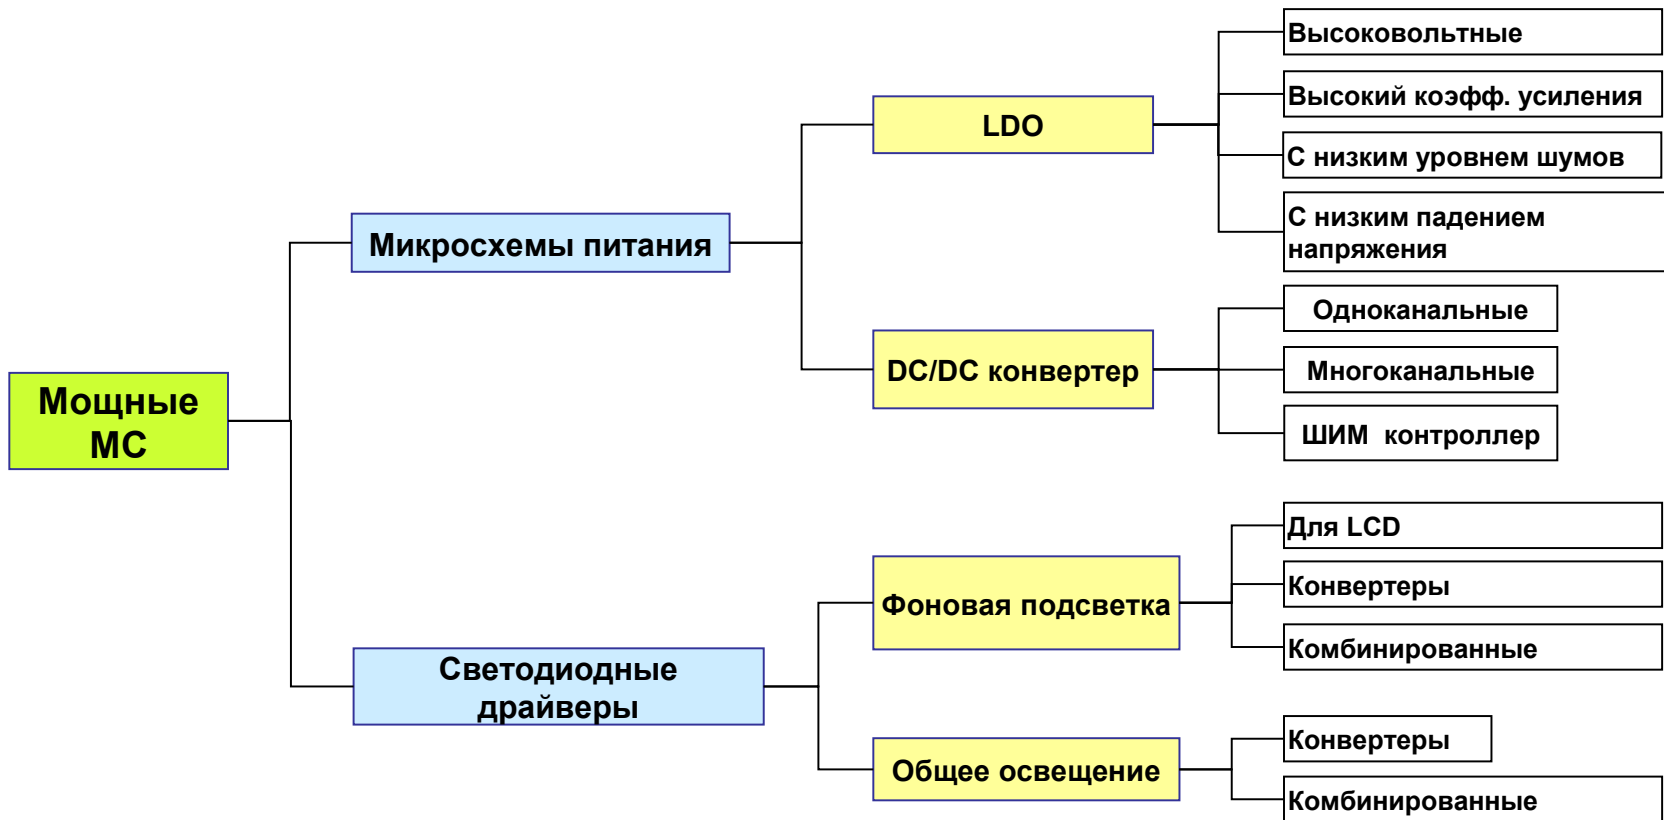 Высоковольтные
Высокий коэфф. усиления
LDO
С низким уровнем шумов
С низким падением
напряжения
Микросхемы питания
Одноканальные
DC/DC конвертер
Многоканальные
ШИМ контроллер
Мощные
МС
Для LCD
Конвертеры
Фоновая подсветка
Комбинированные
Светодиодные
драйверы
Конвертеры
Общее освещение
Комбинированные